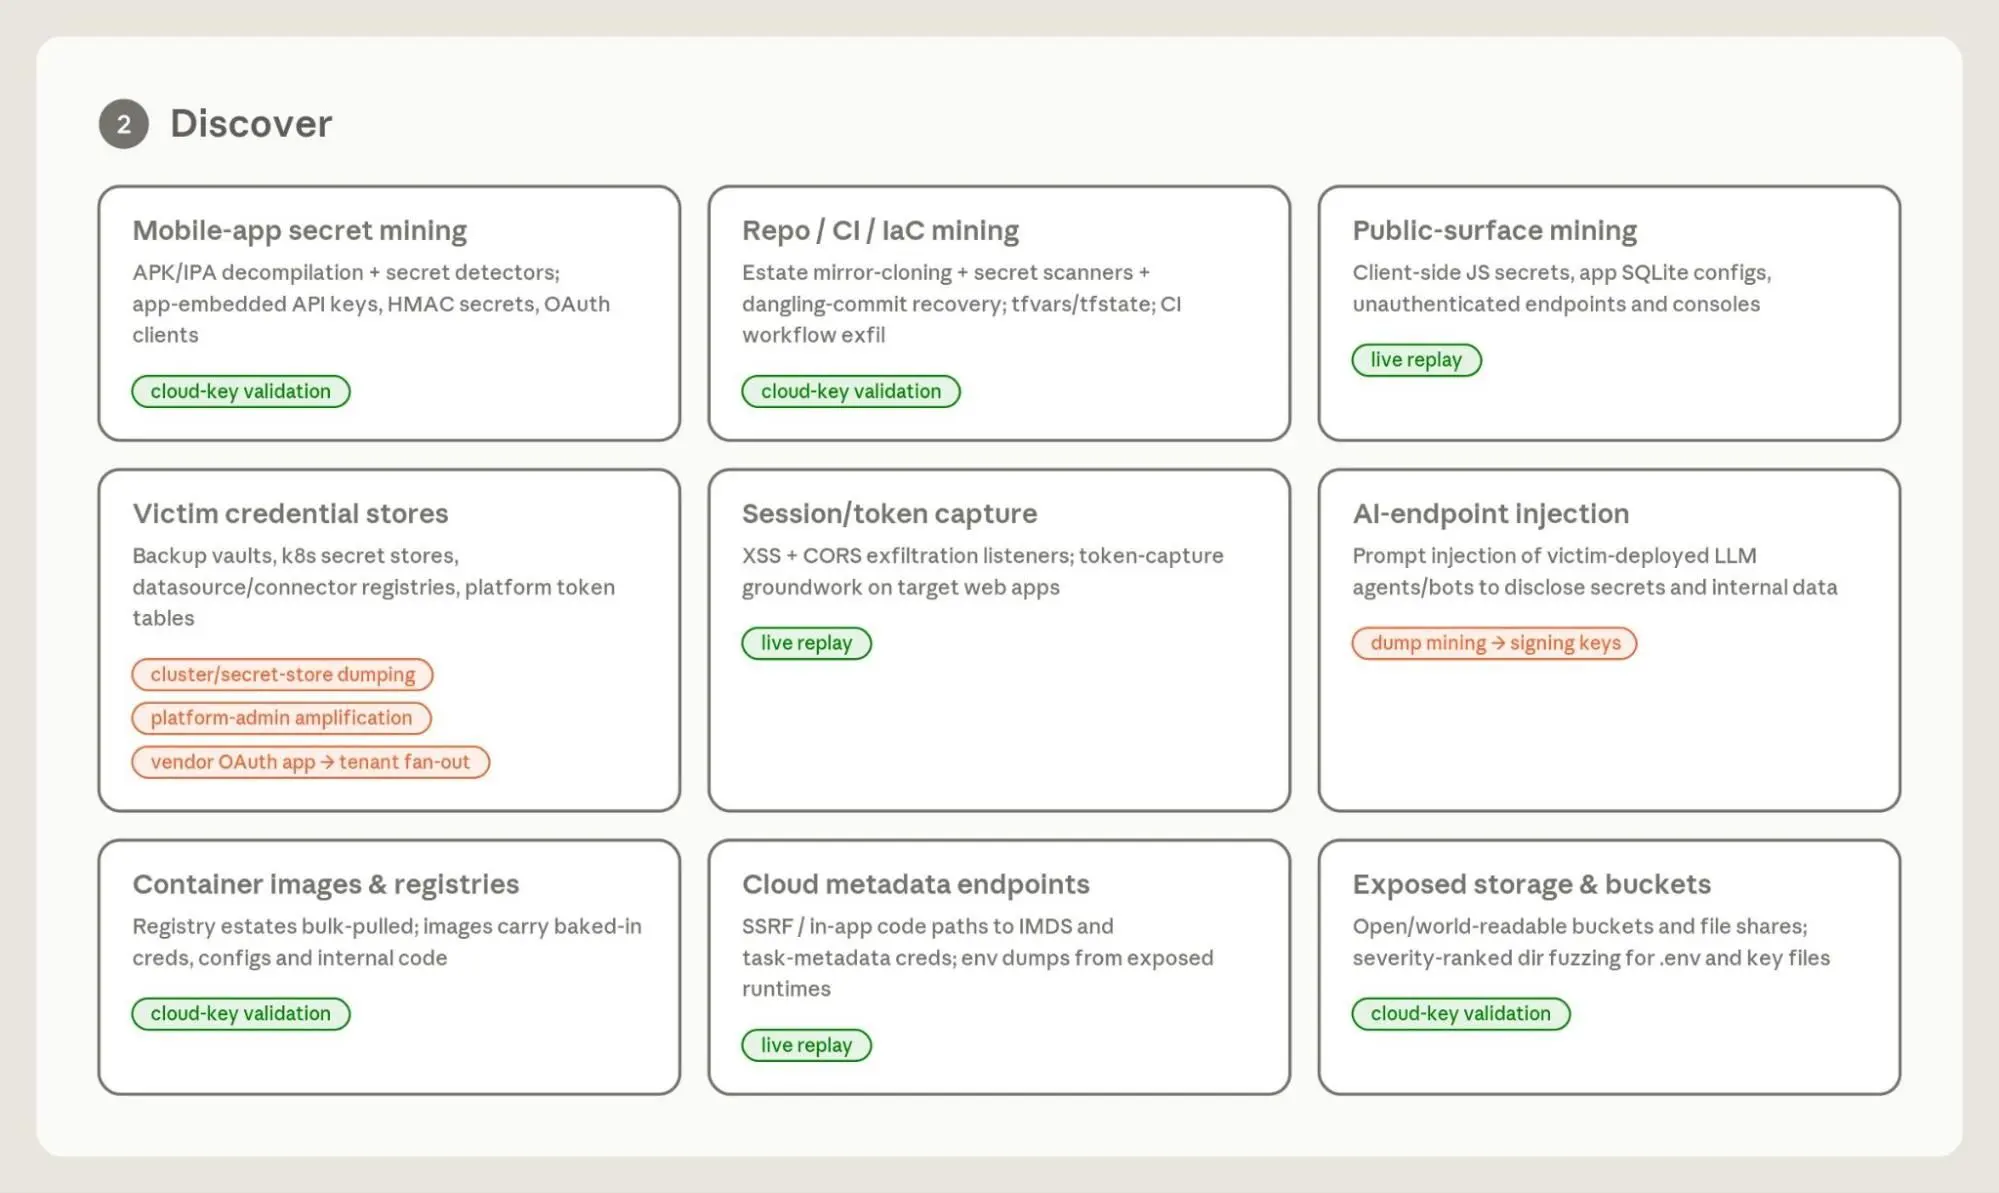 2 Discover
Mobile-app secret mining
APK/IPA decompilation + secret detectors;
app-embedded API keys, HMAC secrets, OAuth
clients
cloud-key validation
Repo / CI / IaC mining
Estate mirror-cloning + secret scanners +
dangling-commit recovery; tfvars/tfstate; CI
workflow exfil
cloud-key validation
Public-surface mining
Client-side JS secrets, app SQLite configs,
unauthenticated endpoints and consoles
live replay
Victim credential stores
Backup vaults, k8s secret stores,
datasource/connector registries, platform token
tables
cluster/secret-store dumping
platform-admin amplification
vendor OAuth app → tenant fan-out
Session/token capture
XSS + CORS exfiltration listeners; token-capture
groundwork on target web apps
live replay
AI-endpoint injection
Prompt injection of victim-deployed LLM
agents/bots to disclose secrets and internal data
dump mining → signing keys
Container images & registries
Registry estates bulk-pulled; images carry baked-in
creds, configs and internal code
cloud-key validation
Cloud metadata endpoints
SSRF / in-app code paths to IMDS and
task-metadata creds; env dumps from exposed
runtimes
live replay
Exposed storage & buckets
Open/world-readable buckets and file shares;
severity-ranked dir fuzzing for .env and key files
cloud-key validation